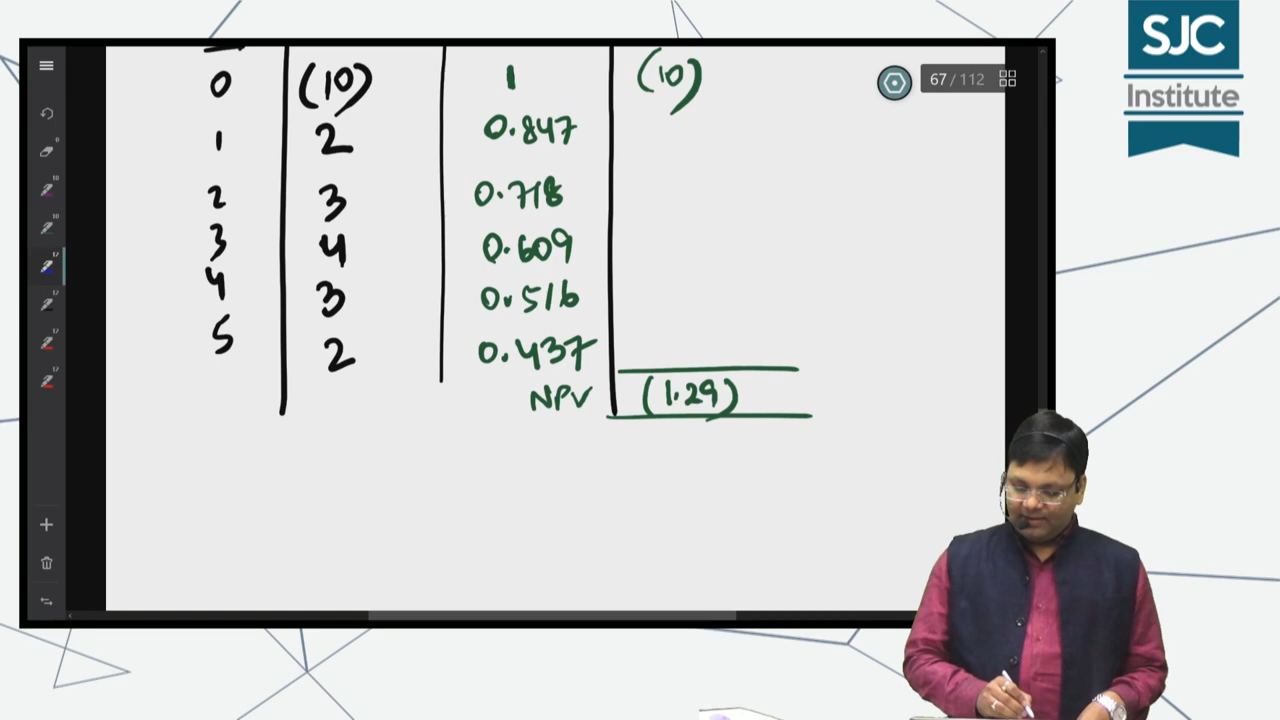 SJC
Institute
67 / 112
0 (10) 1 (10)
1 2 0.847
2 3 0.718
3 4 0.609
4 3 0.516
5 2 0.437
NPV (1.29)